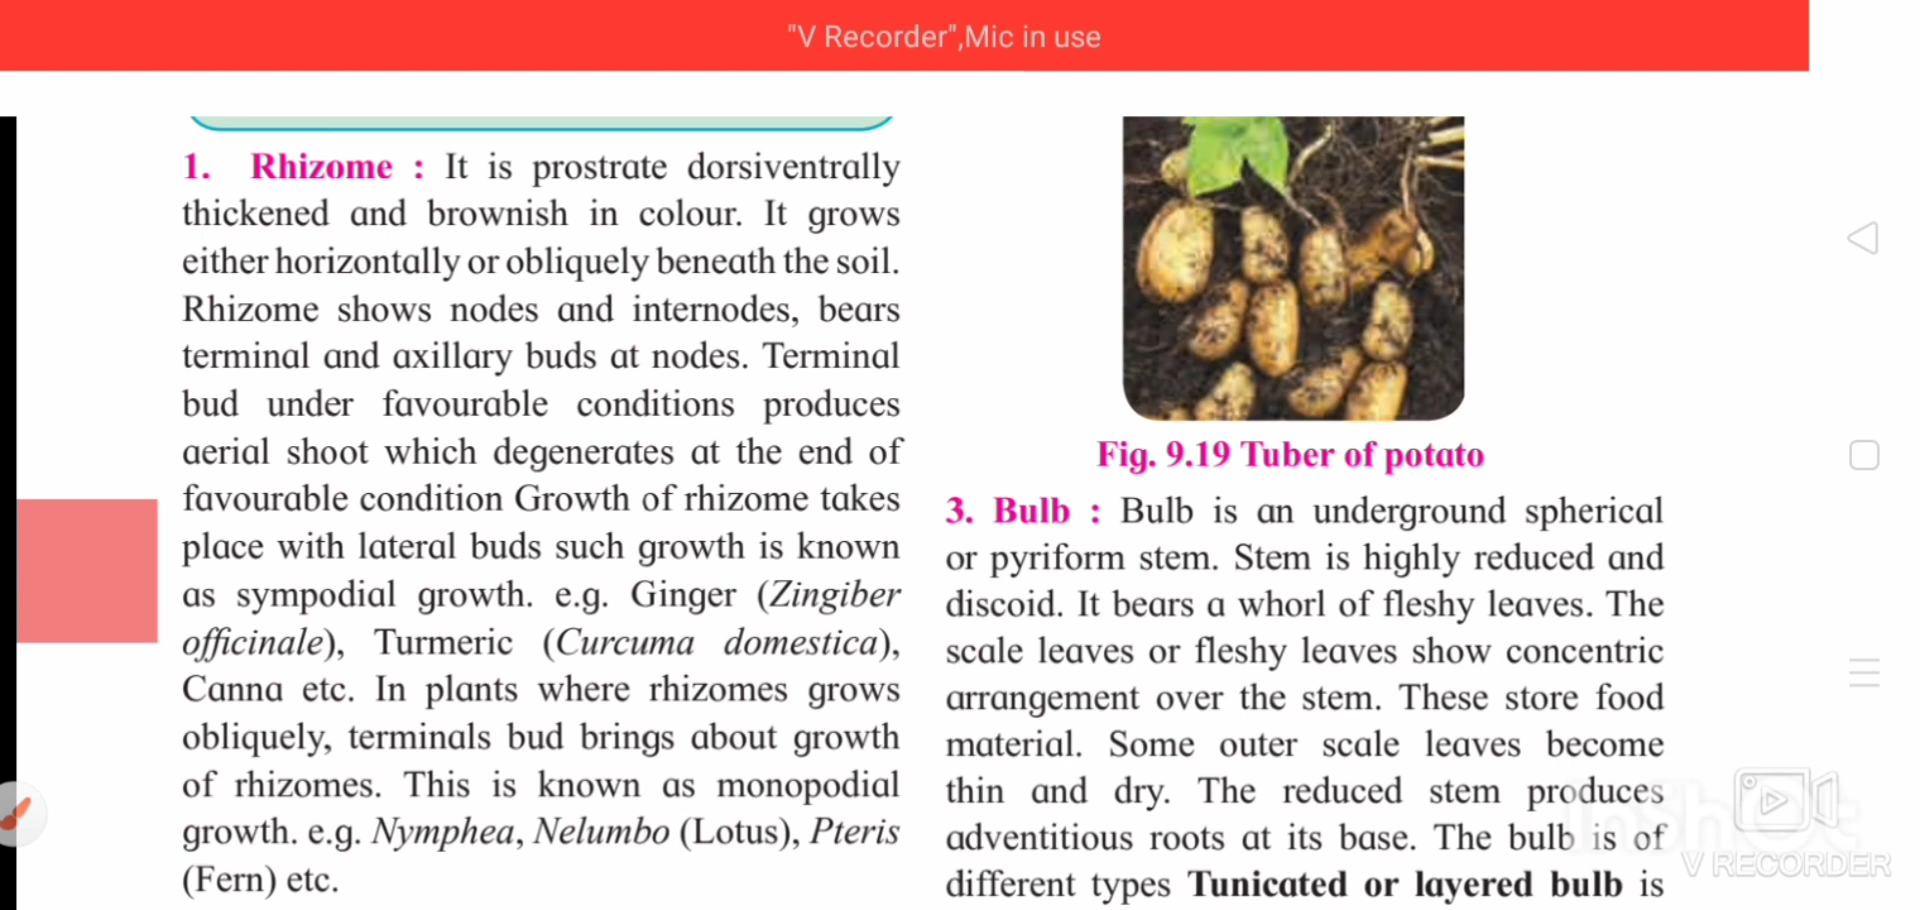 "V Recorder",Mic in use
1. Rhizome : It is prostrate dorsiventrally
thickened and brownish in colour. It grows
either horizontally or obliquely beneath the soil.
Rhizome shows nodes and internodes, bears
terminal and axillary buds at nodes. Terminal
bud under favourable conditions produces
aerial shoot which degenerates at the end of
favourable condition Growth of rhizome takes
place with lateral buds such growth is known
as sympodial growth. e.g. Ginger (Zingiber
officinale), Turmeric (Curcuma domestica),
Canna etc. In plants where rhizomes grows
obliquely, terminals bud brings about growth
of rhizomes. This is known as monopodial
growth. e.g. Nymphea, Nelumbo (Lotus), Pteris
(Fern) etc.
Fig. 9.19 Tuber of potato
3. Bulb : Bulb is an underground spherical
or pyriform stem. Stem is highly reduced and
discoid. It bears a whorl of fleshy leaves. The
scale leaves or fleshy leaves show concentric
arrangement over the stem. These store food
material. Some outer scale leaves become
thin and dry. The reduced stem produces
adventitious roots at its base. The bulb is of
different types Tunicated or layered bulb is
InShot
V RECORDER